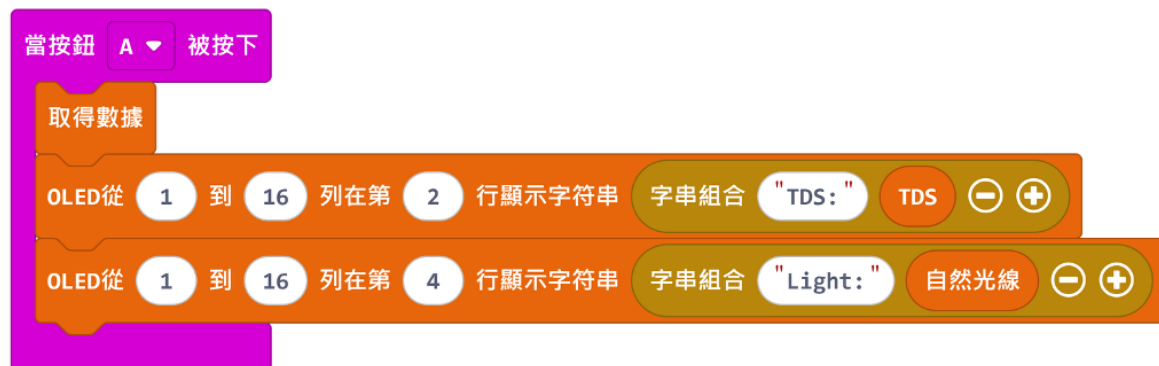 當按鈕 A 被按下
取得數據
OLED從 1 到 16 列在第 2 行顯示字符串 字串組合 "TDS:" TDS
OLED從 1 到 16 列在第 4 行顯示字符串 字串組合 "Light:" 自然光線